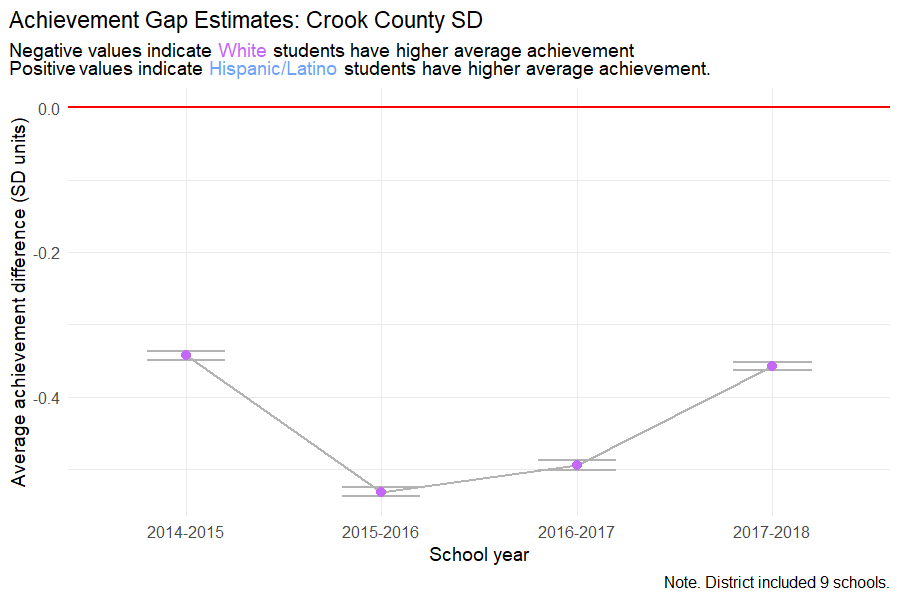 Achievement Gap Estimates: Crook County SD
Negative values indicate White students have higher average achievement
Positive values indicate Hispanic/Latino students have higher average achievement.
Average achievement difference (SD units)
0.0
-0.2
-0.4
2014-2015
2015-2016
2016-2017
2017-2018
School year
Note. District included 9 schools.